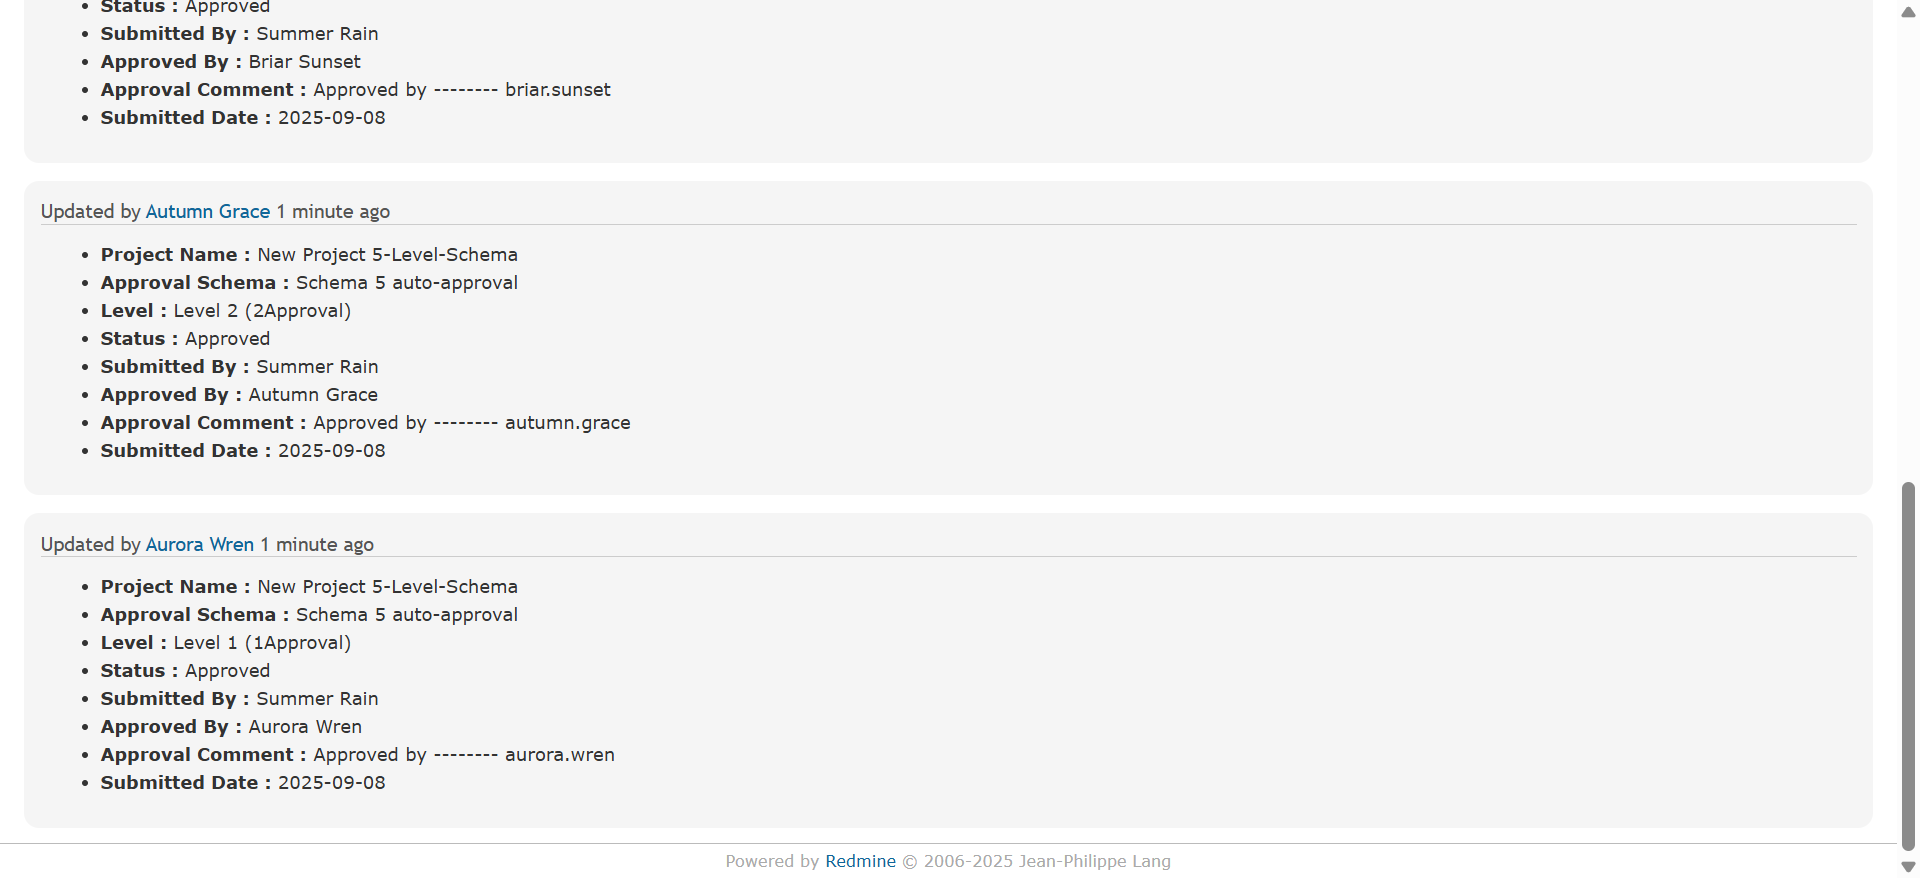 Status : Approved
Submitted By : Summer Rain
Approved By : Briar Sunset
Approval Comment : Approved by -------- briar.sunset
Submitted Date : 2025-09-08
Updated by Autumn Grace 1 minute ago
Project Name : New Project 5-Level-Schema
Approval Schema : Schema 5 auto-approval
Level : Level 2 (2Approval)
Status : Approved
Submitted By : Summer Rain
Approved By : Autumn Grace
Approval Comment : Approved by -------- autumn.grace
Submitted Date : 2025-09-08
Updated by Aurora Wren 1 minute ago
Project Name : New Project 5-Level-Schema
Approval Schema : Schema 5 auto-approval
Level : Level 1 (1Approval)
Status : Approved
Submitted By : Summer Rain
Approved By : Aurora Wren
Approval Comment : Approved by -------- aurora.wren
Submitted Date : 2025-09-08
Powered by Redmine © 2006-2025 Jean-Philippe Lang